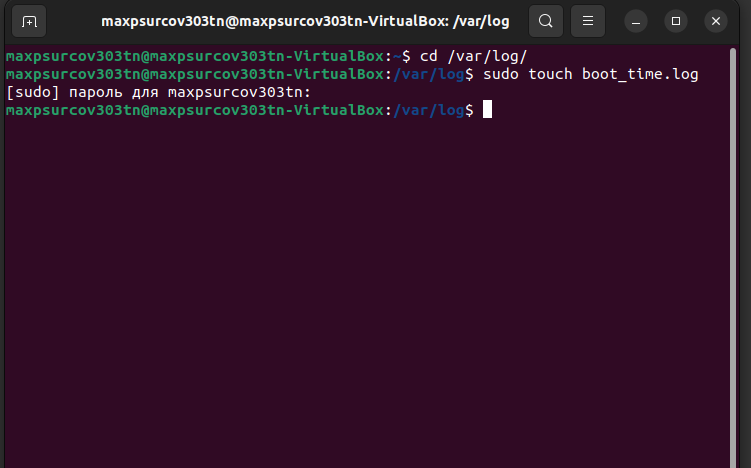 maxpsurcov303tn@maxpsurcov303tn-VirtualBox: /var/log
maxpsurcov303tn@maxpsurcov303tn-VirtualBox:~$ cd /var/log/
maxpsurcov303tn@maxpsurcov303tn-VirtualBox:/var/log$ sudo touch boot_time.log
[sudo] пароль для maxpsurcov303tn:
maxpsurcov303tn@maxpsurcov303tn-VirtualBox:/var/log$